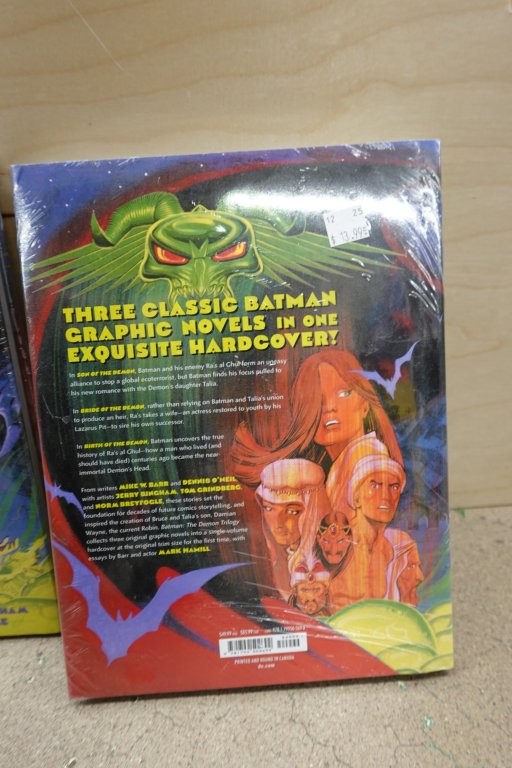 12 23
$ 17.99S
THREE CLASSIC BATMAN
GRAPHIC NOVELS IN ONE
EXQUISITE HARDCOVER!
In SON OF THE DEMON, Batman and his enemy Ra's al Ghul form an uneasy
alliance to stop a global ecoterrorist, but Batman finds his focus pulled to
his new romance with the Demon's daughter Talia.
In BRIDE OF THE DEMON, rather than relying on Batman and Talia's union
to produce an heir, Ra's takes a wife—an actress restored to youth by his
Lazarus Pit—to sire his own successor.
In BIRTH OF THE DEMON, Batman uncovers the true
history of Ra's al Ghul—how a man who lived (and
should have died) centuries ago became the near-
immortal Demon's Head.
From writers MIKE W. BARR and DENNIS O'NEIL,
with artists JERRY BINGHAM, TOM GRINDBERG,
and NORM BREYFOGLE, these stories set the
foundation for decades of future comics storytelling, and
inspired the creation of Bruce and Talia's son, Damian
Wayne, the current Robin. Batman: The Demon Trilogy
collects three original graphic novels into a single-volume
hardcover at the original trim size for the first time, with
essays by Barr and actor MARK HAMILL.
PRINTED AND BOUND IN CANADA
dc.com